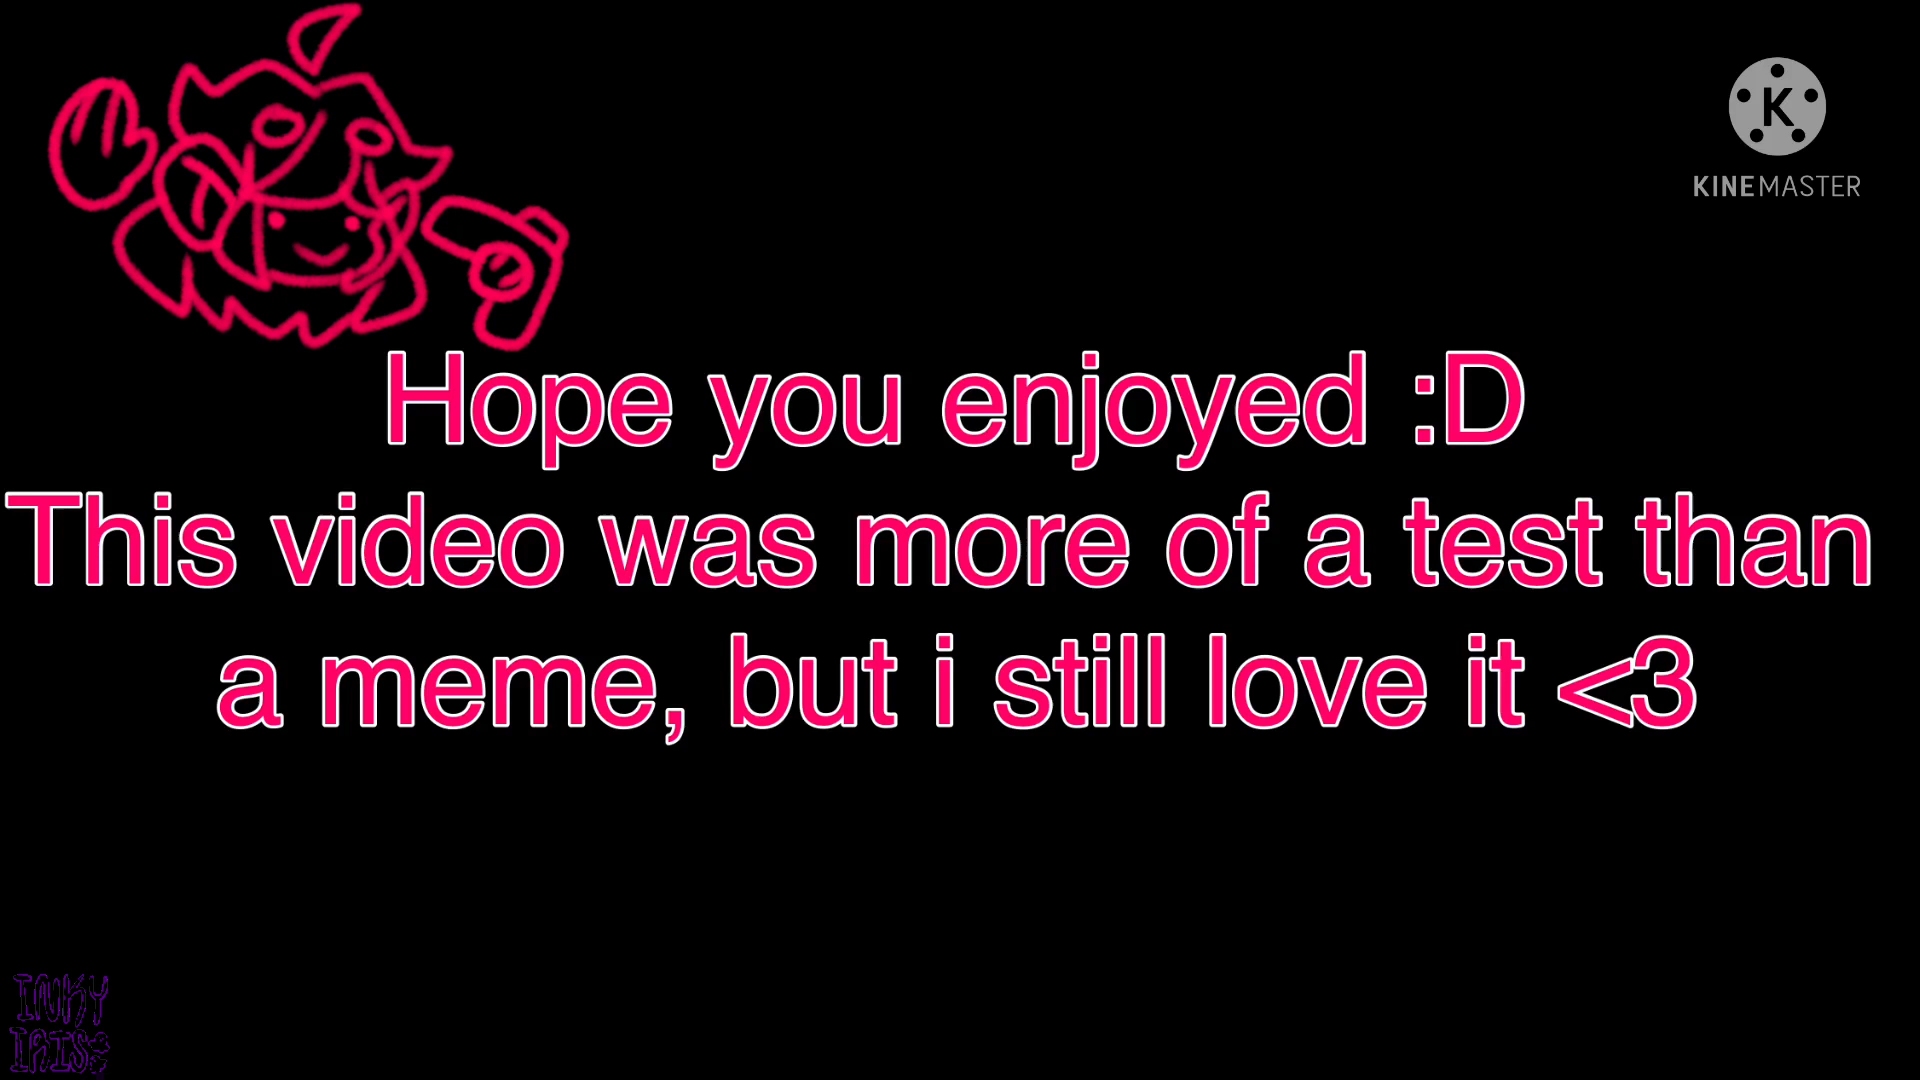 K
KINEMASTER
Hope you enjoyed :D
This video was more of a test than
a meme, but i still love it <3
INKY
IRIS